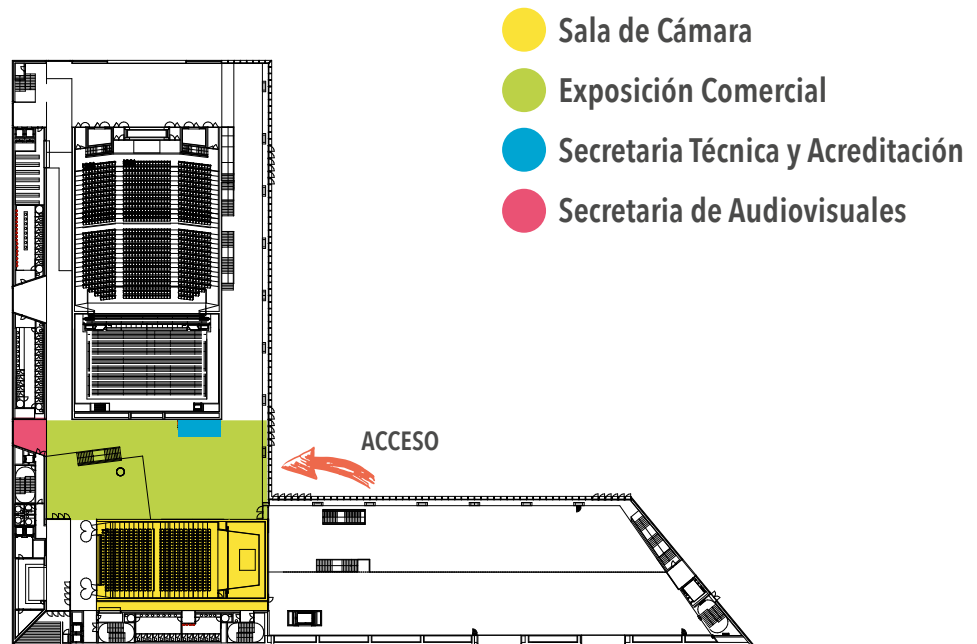 Sala de Cámara
Exposición Comercial
Secretaria Técnica y Acreditación
Secretaria de Audiovisuales
ACCESO